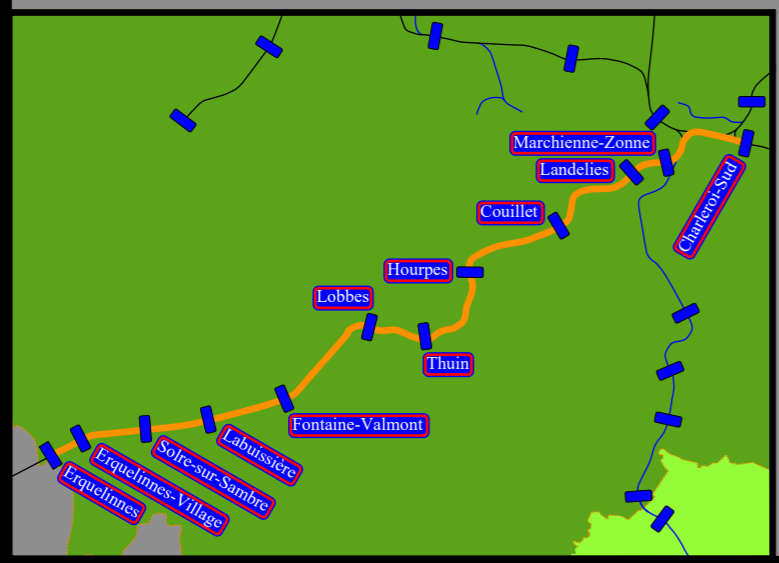 Marchienne-Zonne
Landelies
Charleroi-Sud
Couillet
Hourpes
Lobbes
Thuin
Fontaine-Valmont
Labuissière
Solre-sur-Sambre
Erquelinnes-Village
Erquelinnes